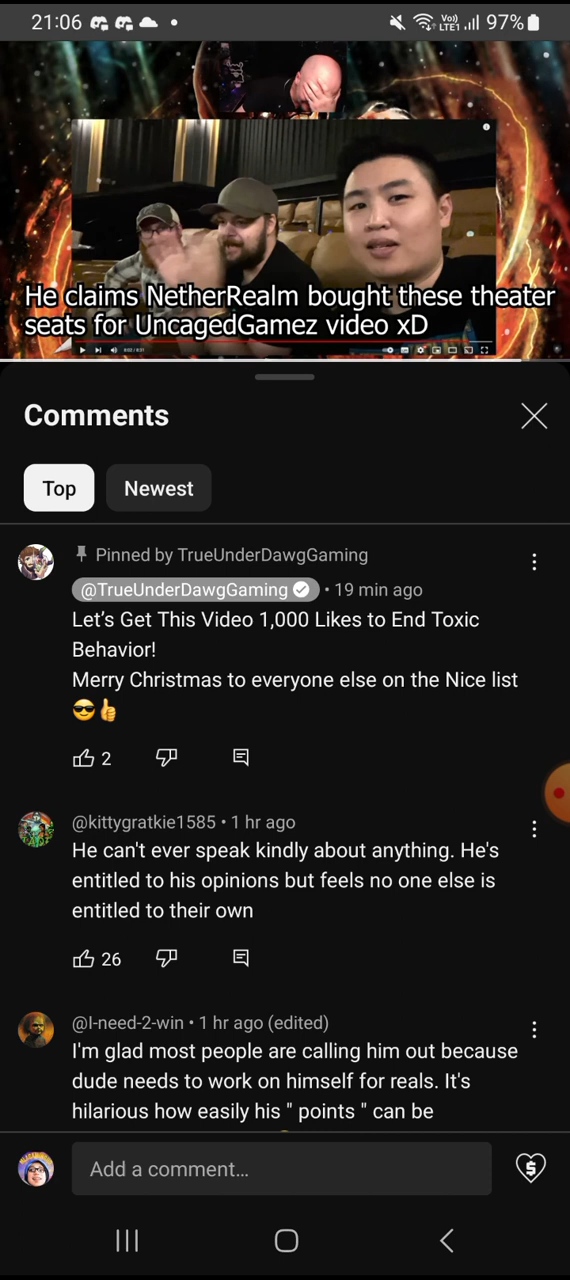 21:06
Vo)) LTE1 97%
He claims NetherRealm bought these theater
seats for UncagedGamez video xD
Comments
Top
Newest
Pinned by TrueUnderDawgGaming
@TrueUnderDawgGaming • 19 min ago
Let's Get This Video 1,000 Likes to End Toxic
Behavior!
Merry Christmas to everyone else on the Nice list
😎👍
2
@kittygratkie1585 • 1 hr ago
He can't ever speak kindly about anything. He's
entitled to his opinions but feels no one else is
entitled to their own
26
@I-need-2-win • 1 hr ago (edited)
I'm glad most people are calling him out because
dude needs to work on himself for reals. It's
hilarious how easily his " points " can be
Add a comment...